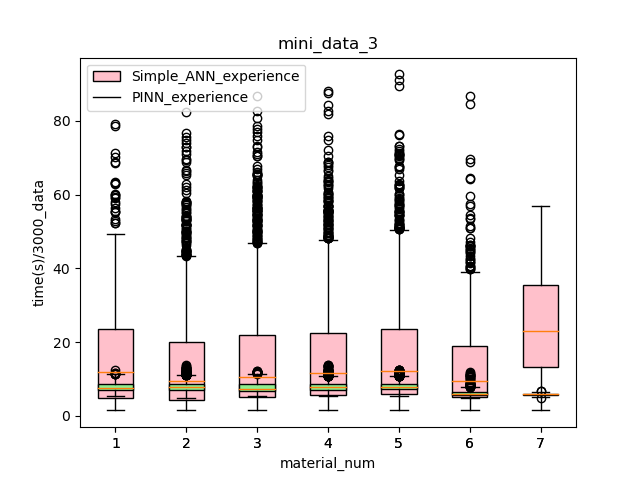 mini_data_3
Simple_ANN_experience
PINN_experience
time(s)/3000_data
80
60
40
20
0
1 2 3 4 5 6 7
material_num